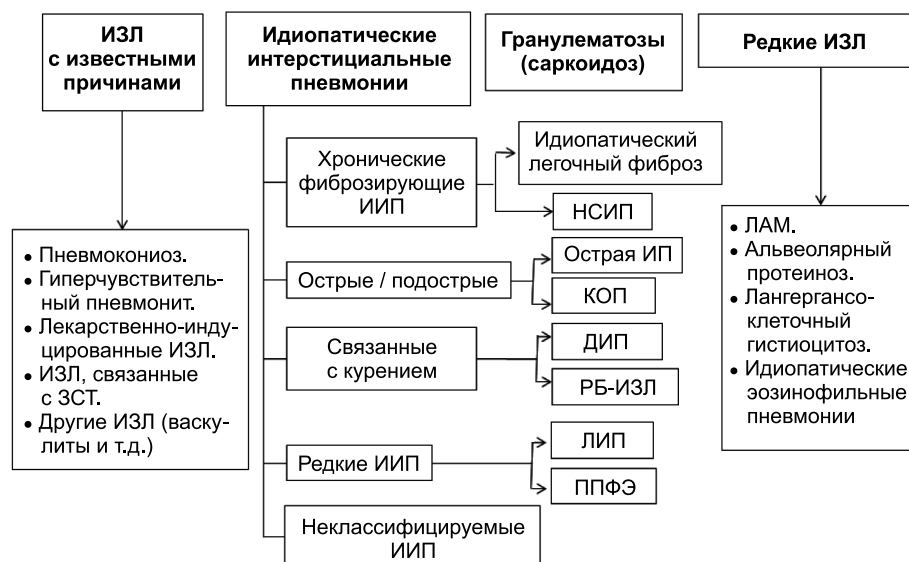 ИЗЛ
с известными
причинами
Идиопатические
интерстициальные
пневмонии
Гранулематозы
(саркоидоз)
Редкие ИЗЛ
• Пневмокониоз.
• Гиперчувствитель-
ный пневмонит.
• Лекарственно-инду-
цированные ИЗЛ.
• ИЗЛ, связанные
с ЗСТ.
• Другие ИЗЛ (васку-
литы и т.д.)
Хронические
фиброзирующие
ИИП
Идиопатический
легочный фиброз
НСИП
Острые / подострые
Острая ИП
КОП
Связанные
с курением
ДИП
РБ-ИЗЛ
Редкие ИИП
ЛИП
ППФЭ
Неклассифицируемые
ИИП
• ЛАМ.
• Альвеолярный
протеиноз.
• Лангергансо-
клеточный
гистиоцитоз.
• Идиопатические
эозинофильные
пневмонии